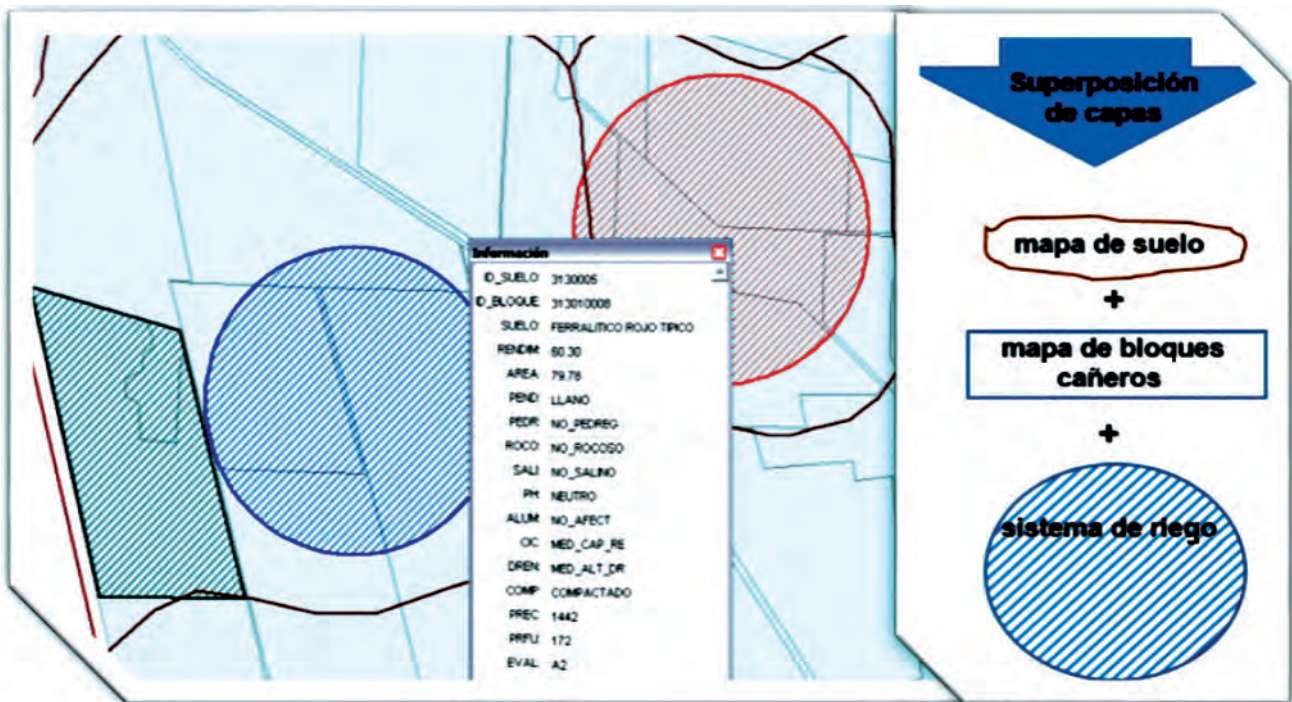 Información
ID_SUELO: 3130005
ID_BLOQUE: 313010008
SUELO: FERRALITICO ROJO TIPICO
RENDIM: 60.30
AREA: 79.78
PEND: LLANO
PEDR: NO_PEDREG
ROCO: NO_ROCOSO
SALI: NO_SALINO
PH: NEUTRO
ALUM: NO_AFECT
CIC: MED_CAP_RE
DREN: MED_ALT_DR
COMP: COMPACTADO
PREC: 1442
PRFU: 172
EVAL: A2
Superposición
de capas
mapa de suelo
+
mapa de bloques
cañeros
+
sistema de riego